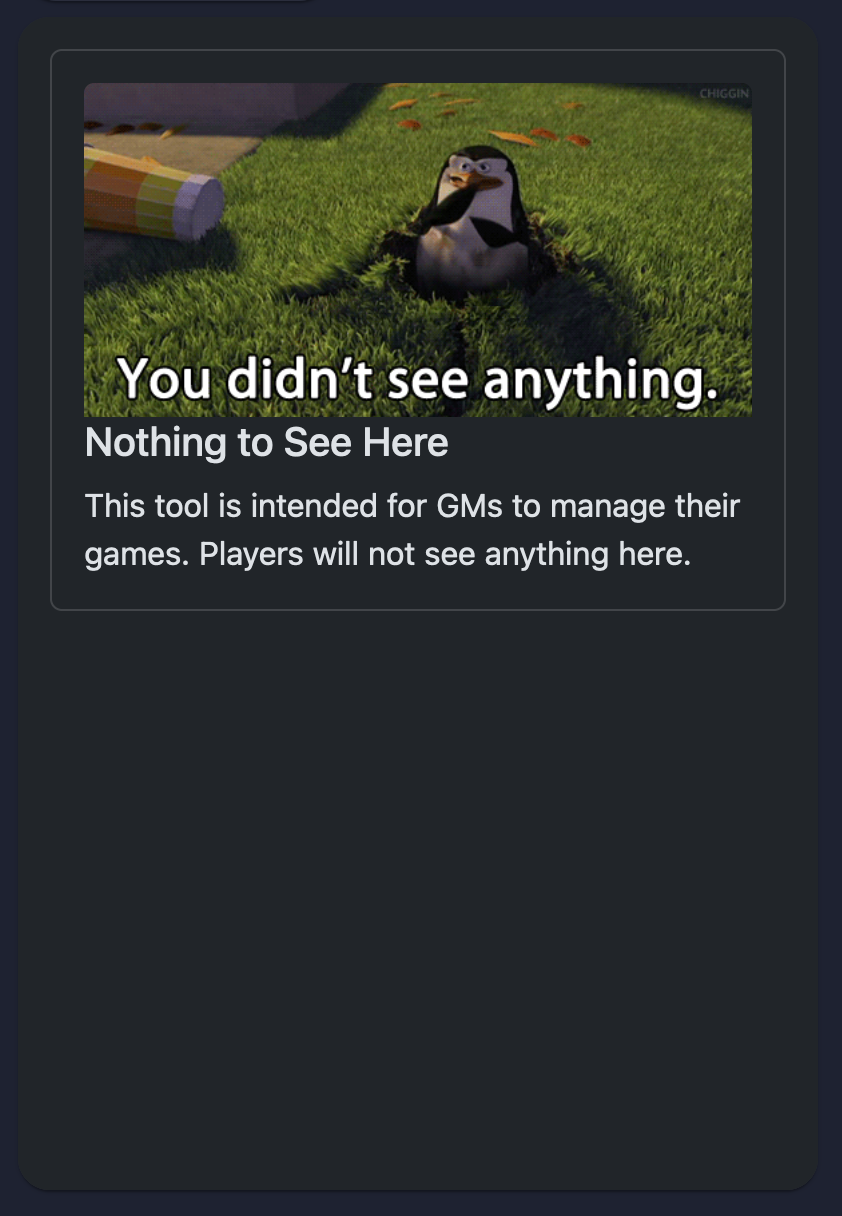 CHIGGIN
You didn't see anything.
Nothing to See Here
This tool is intended for GMs to manage their
games. Players will not see anything here.